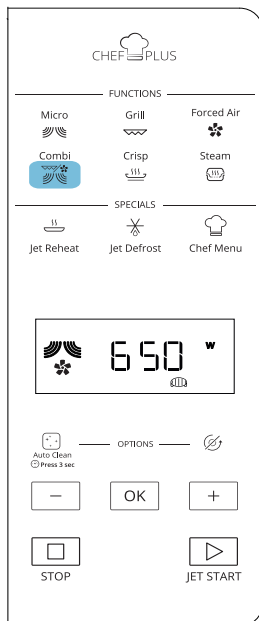 CHEF PLUS
FUNCTIONS
Micro Grill Forced Air
Combi Crisp Steam
SPECIALS
Jet Reheat Jet Defrost Chef Menu
650 W
OPTIONS
Auto Clean
Press 3 sec
− OK +
STOP JET START